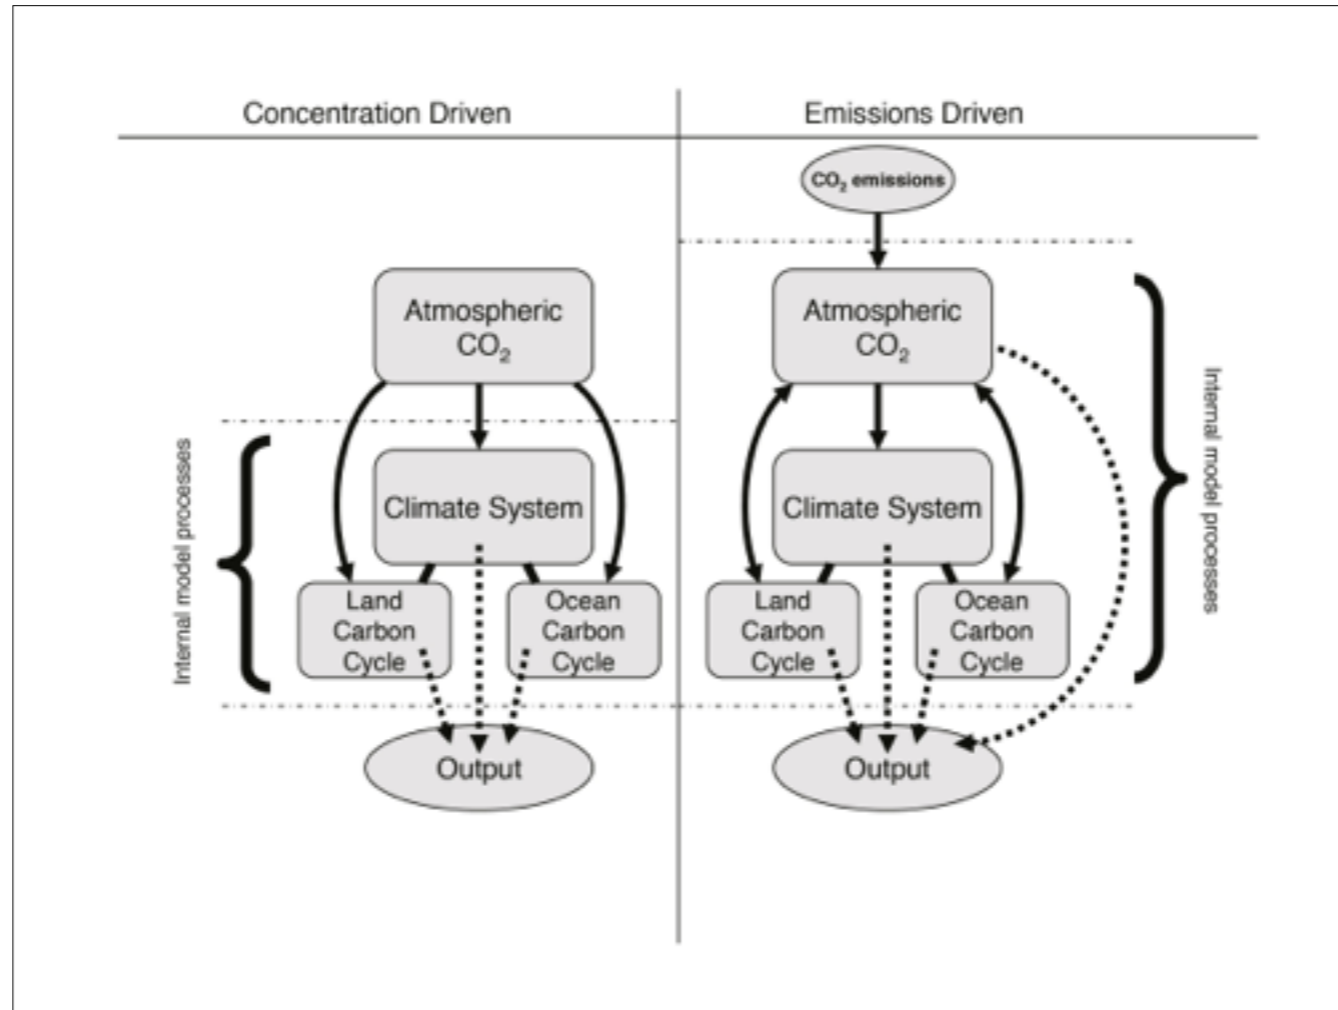 Concentration Driven
Emissions Driven
CO₂ emissions
Atmospheric
CO₂
Climate System
Land
Carbon
Cycle
Ocean
Carbon
Cycle
Output
Internal model processes
Atmospheric
CO₂
Climate System
Land
Carbon
Cycle
Ocean
Carbon
Cycle
Output
Internal model processes